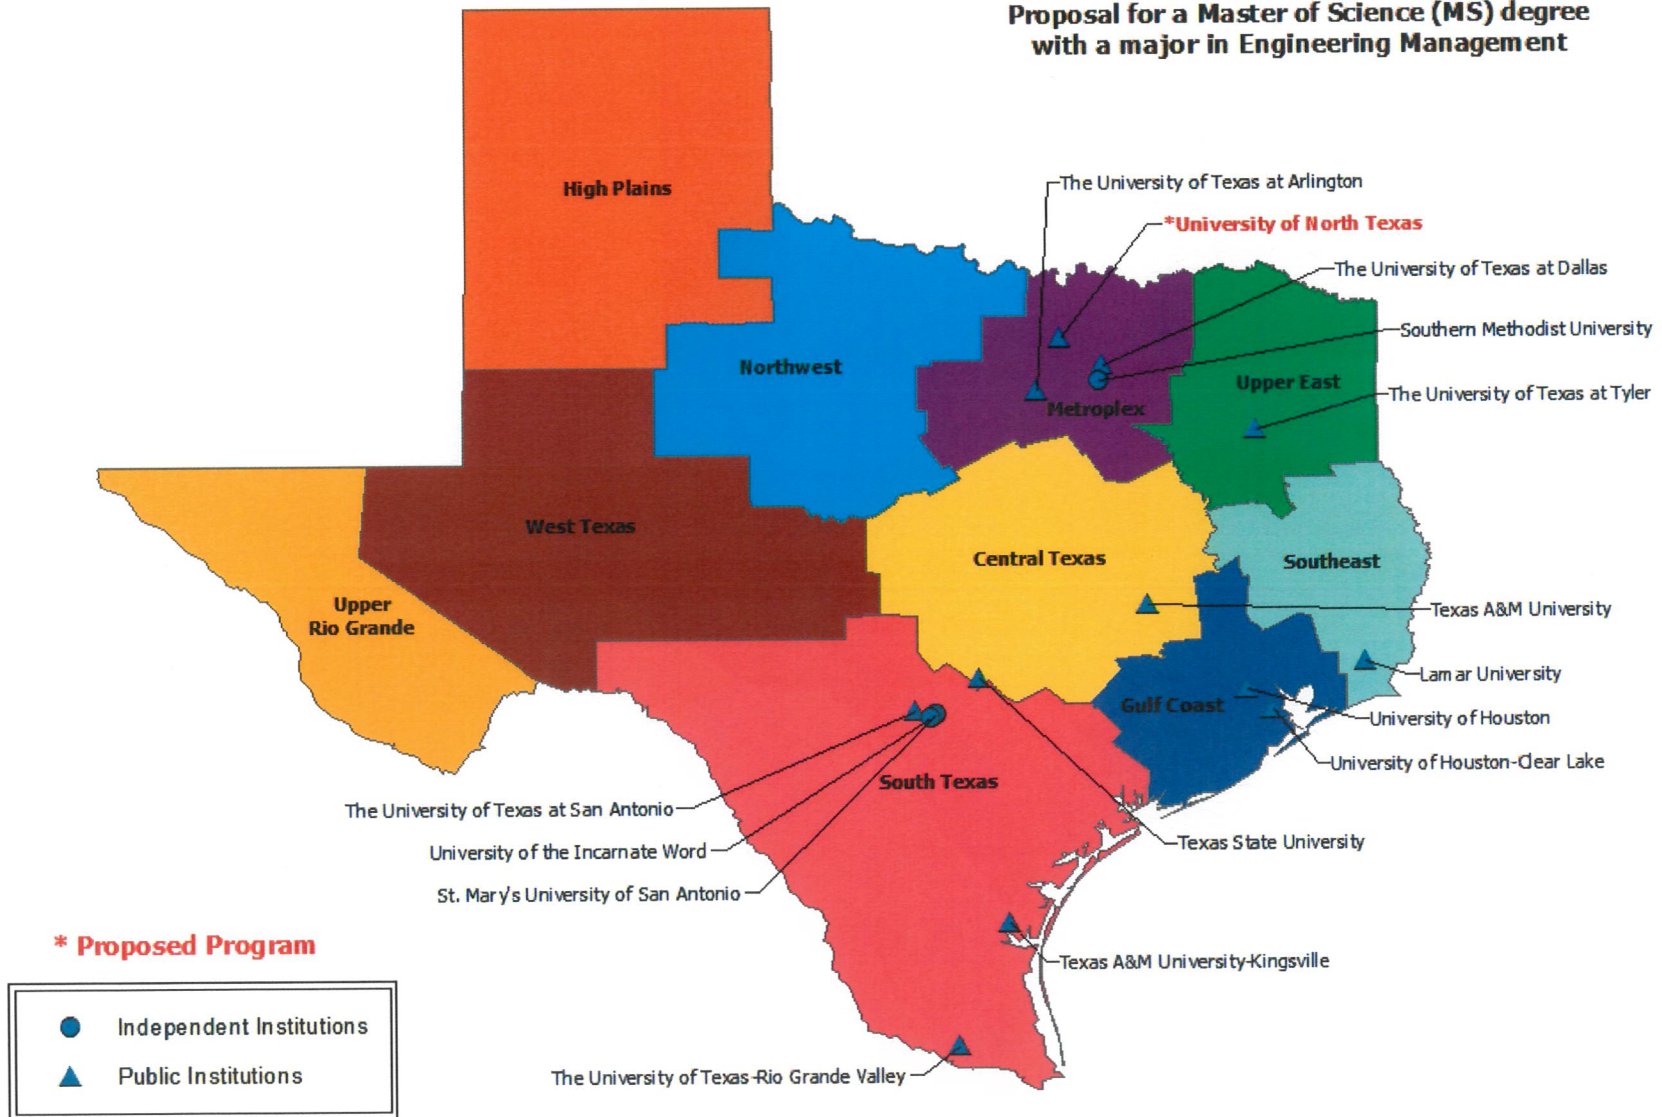 Proposal for a Master of Science (MS) degree
with a major in Engineering Management
High Plains
The University of Texas at Arlington
*University of North Texas
The University of Texas at Dallas
Southern Methodist University
Northwest
Upper East
The University of Texas at Tyler
Metroplex
West Texas
Central Texas
Southeast
Upper
Rio Grande
Texas A&M University
Lamar University
Gulf Coast
University of Houston
University of Houston-Clear Lake
South Texas
The University of Texas at San Antonio
Texas State University
University of the Incarnate Word
St. Mary's University of San Antonio
* Proposed Program
Texas A&M University-Kingsville
Independent Institutions
Public Institutions
The University of Texas-Rio Grande Valley